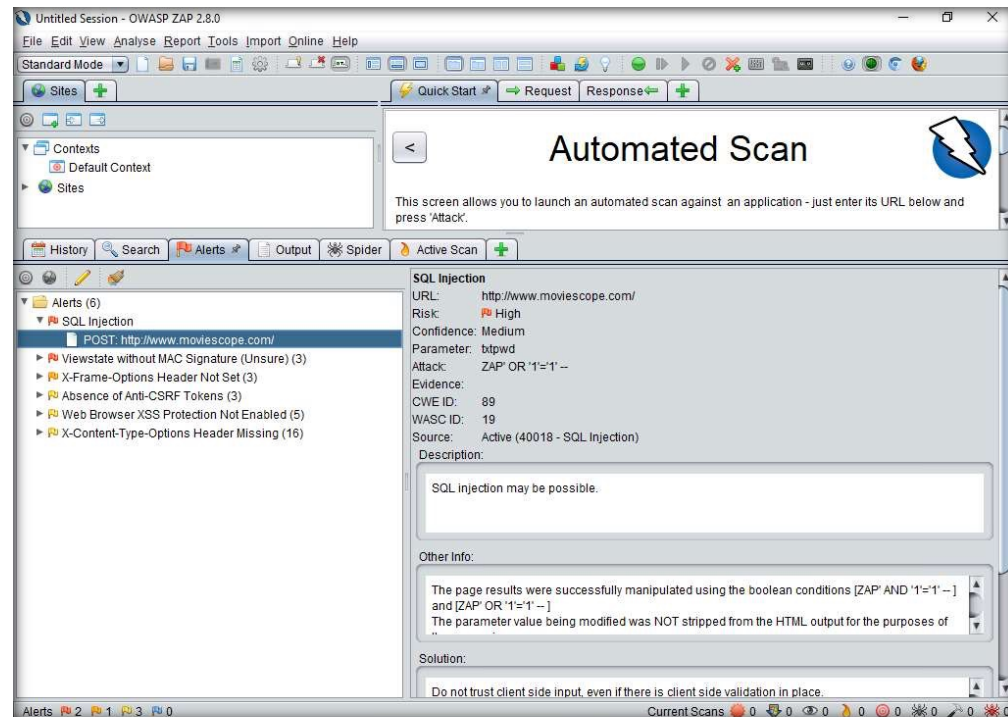 Untitled Session - OWASP ZAP 2.8.0
File Edit View Analyse Report Tools Import Online Help
Standard Mode
Sites
Quick Start Request Response
Contexts
Default Context
Sites
<
Automated Scan
This screen allows you to launch an automated scan against an application - just enter its URL below and
press 'Attack'.
History Search Alerts Output Spider Active Scan
Alerts (6)
SQL Injection
POST: http://www.moviescope.com/
Viewstate without MAC Signature (Unsure) (3)
X-Frame-Options Header Not Set (3)
Absence of Anti-CSRF Tokens (3)
Web Browser XSS Protection Not Enabled (5)
X-Content-Type-Options Header Missing (16)
SQL Injection
URL: http://www.moviescope.com/
Risk: High
Confidence: Medium
Parameter: txtpwd
Attack: ZAP' OR '1'='1' --
Evidence:
CWE ID: 89
WASC ID: 19
Source: Active (40018 - SQL Injection)
Description:
SQL injection may be possible.
Other Info:
The page results were successfully manipulated using the boolean conditions [ZAP' AND '1'='1' -- ]
and [ZAP' OR '1'='1' -- ]
The parameter value being modified was NOT stripped from the HTML output for the purposes of
Solution:
Do not trust client side input, even if there is client side validation in place.
Alerts 2 1 3 0
Current Scans 0 0 0 0 0 0 0 0